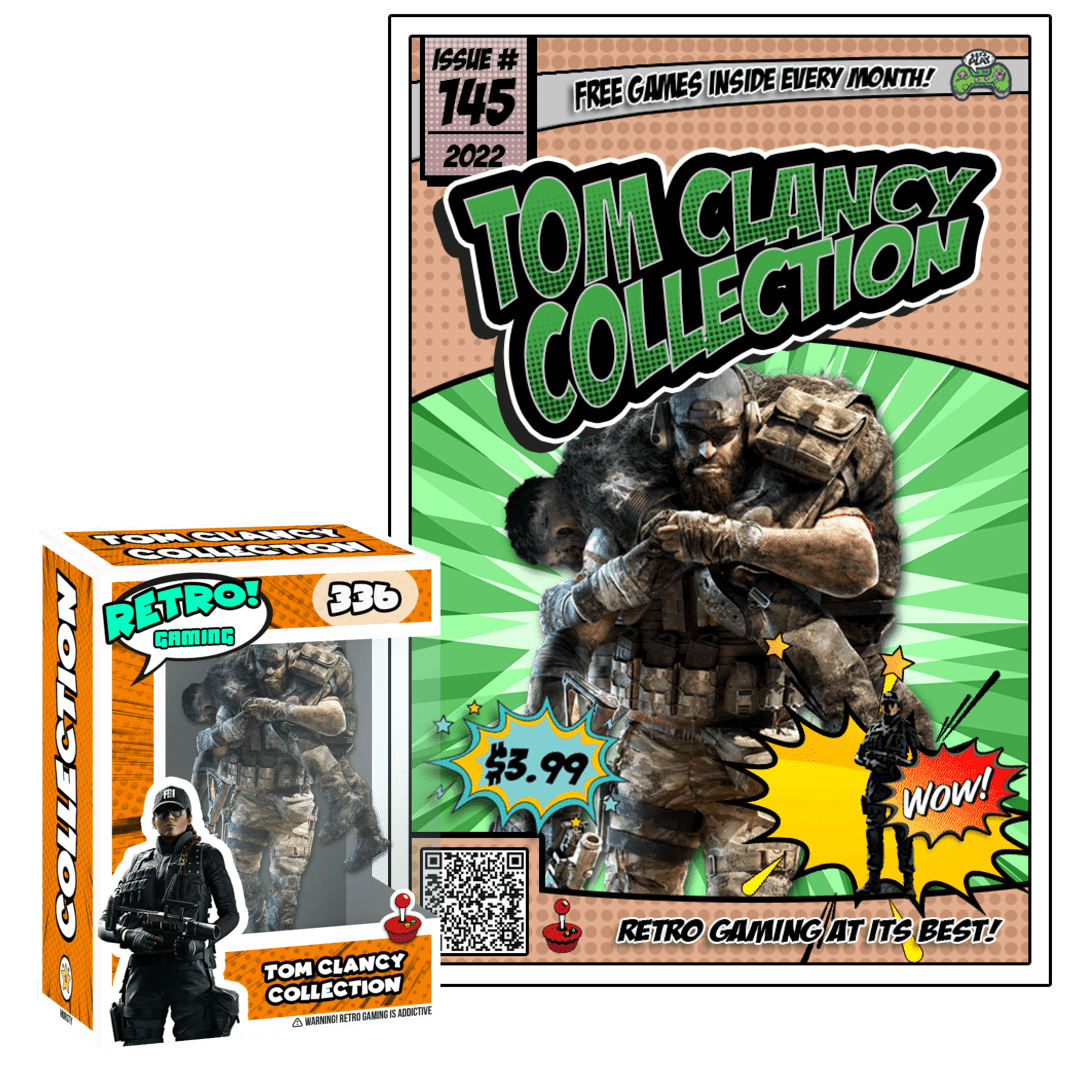 ISSUE #
145
2022
FREE GAMES INSIDE EVERY MONTH!
TOM CLANCY
COLLECTION
$3.99
WOW!
RETRO GAMING AT ITS BEST!
TOM CLANCY
COLLECTION
COLLECTION
RETRO!
GAMING
336
FBI
TOM CLANCY
COLLECTION
WARNING! RETRO GAMING IS ADDICTIVE